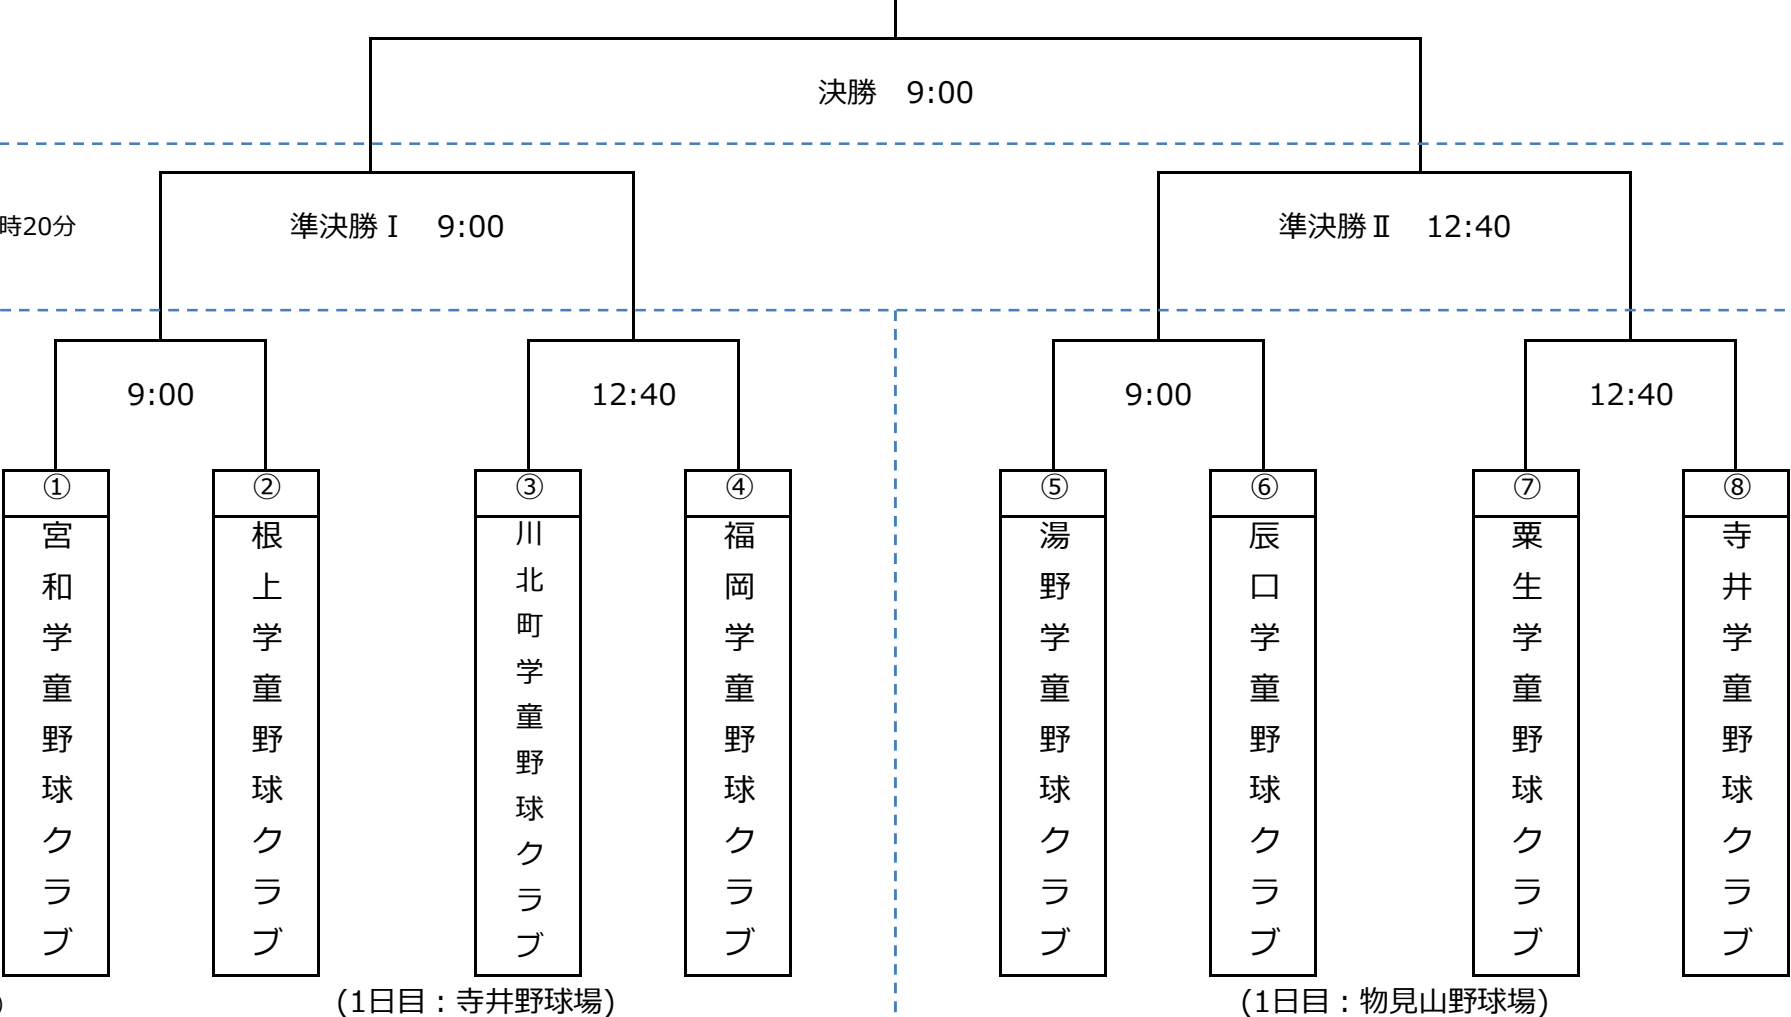 決勝 9:00
時20分
準決勝Ⅰ 9:00
準決勝Ⅱ 12:40
9:00
12:40
9:00
12:40
①
②
③
④
⑤
⑥
⑦
⑧
宮和学童野球クラブ
根上学童野球クラブ
川北町学童野球クラブ
福岡学童野球クラブ
湯野学童野球クラブ
辰口学童野球クラブ
粟生学童野球クラブ
寺井学童野球クラブ
)
(1日目：寺井野球場)
(1日目：物見山野球場)